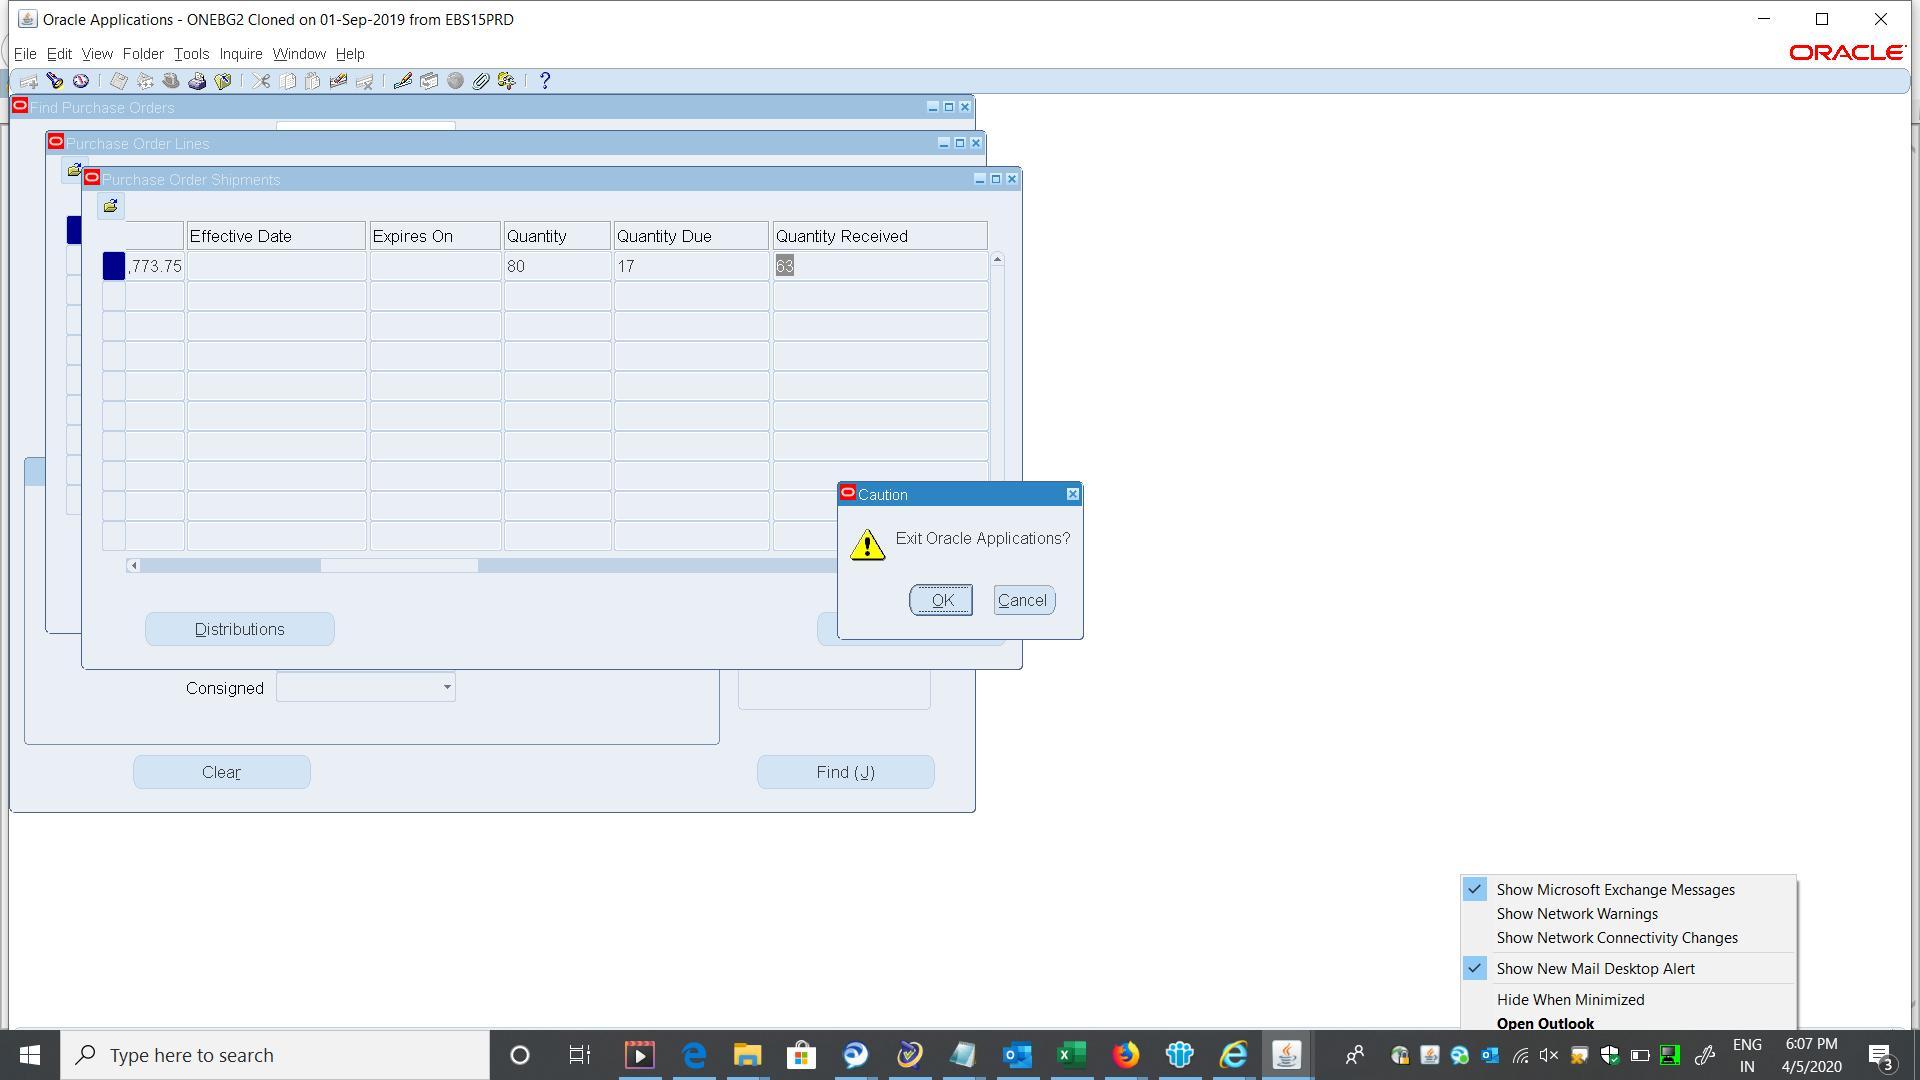 Oracle Applications - ONEBG2 Cloned on 01-Sep-2019 from EBS15PRD
File Edit View Folder Tools Inquire Window Help
ORACLE
Find Purchase Orders
Purchase Order Lines
Purchase Order Shipments
Effective Date Expires On Quantity Quantity Due Quantity Received
,773.75 80 17 63
Caution
Exit Oracle Applications?
OK Cancel
Distributions
Consigned
Clear Find (J)
Show Microsoft Exchange Messages
Show Network Warnings
Show Network Connectivity Changes
Show New Mail Desktop Alert
Hide When Minimized
Open Outlook
Type here to search
ENG
IN
6:07 PM
4/5/2020
3